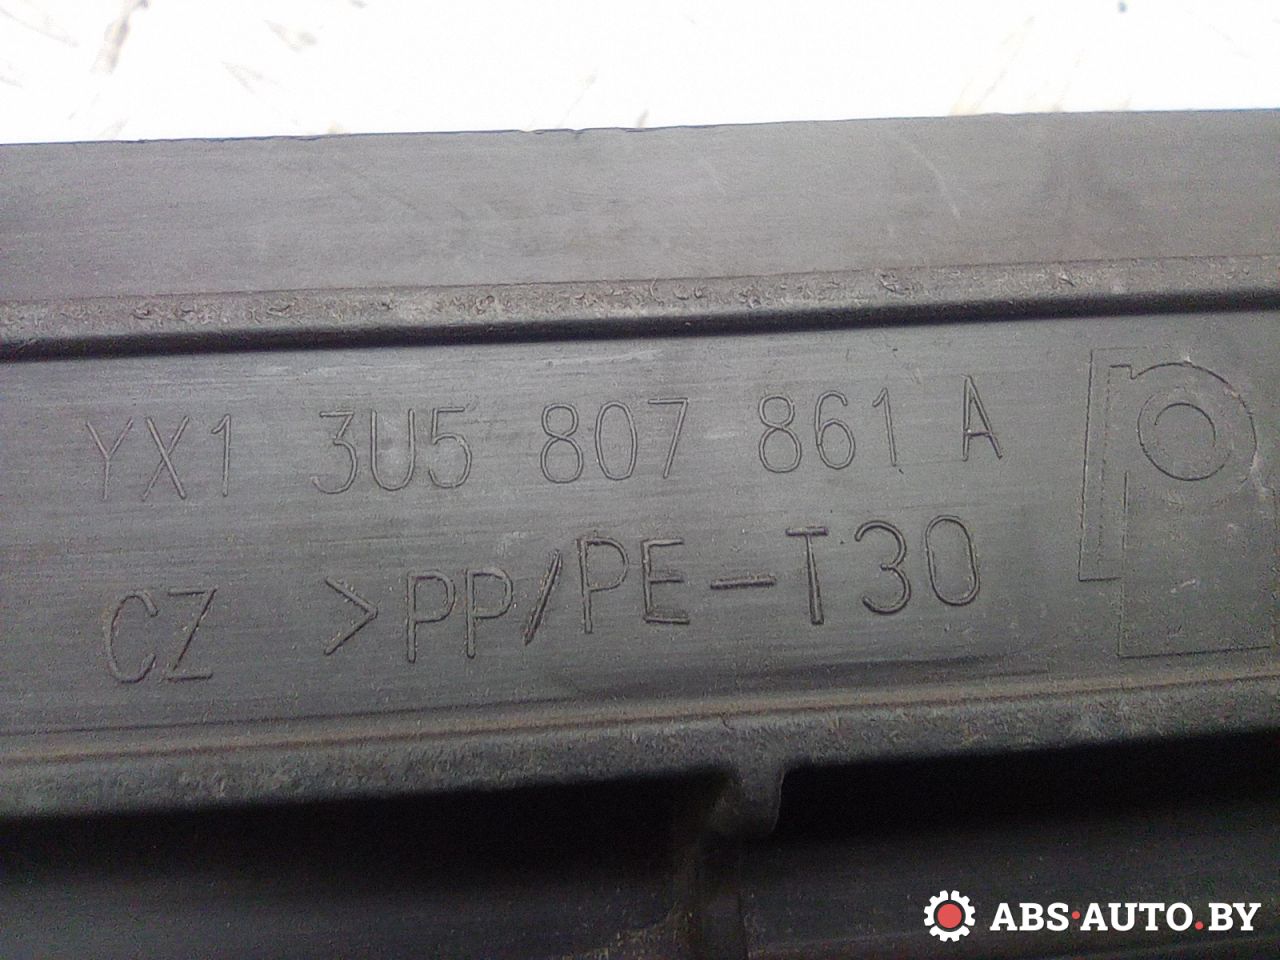 YX1 3U5 807 861 A
CZ >PP/PE-T30
ABS·AUTO.BY